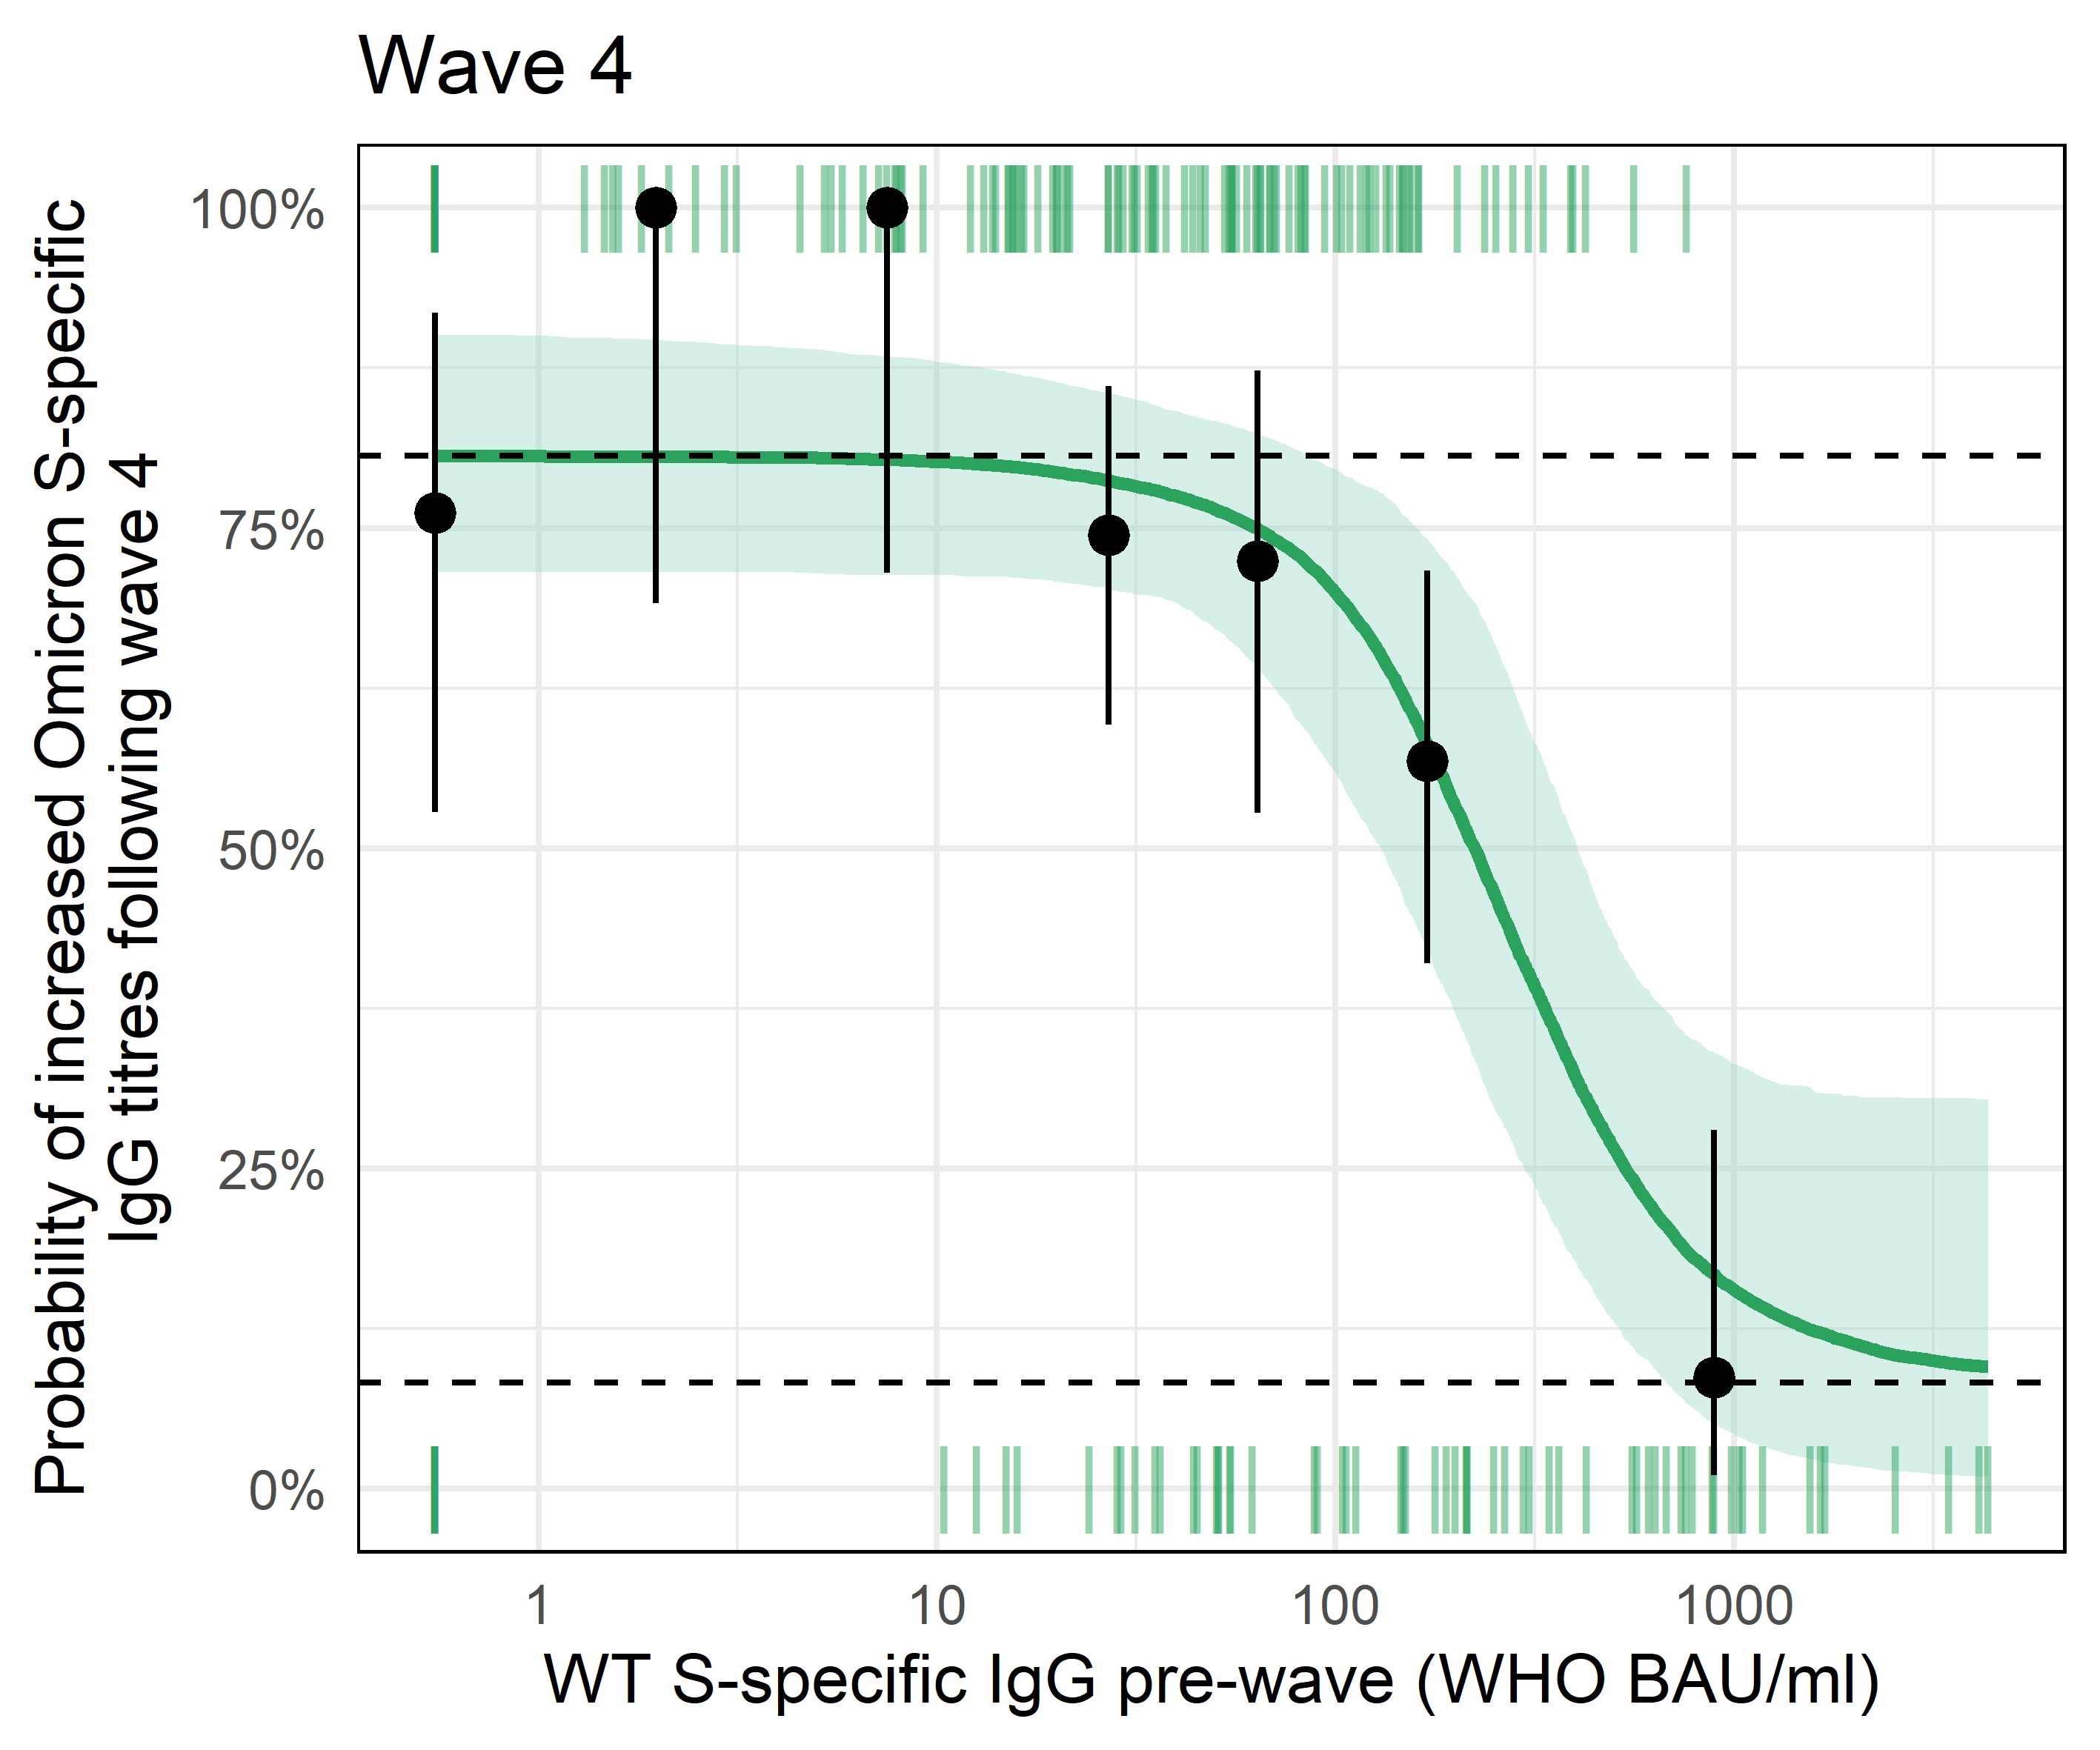 Wave 4
Probability of increased Omicron S-specific
IgG titres following wave 4
100%
75%
50%
25%
0%
1
10
100
1000
WT S-specific IgG pre-wave (WHO BAU/ml)